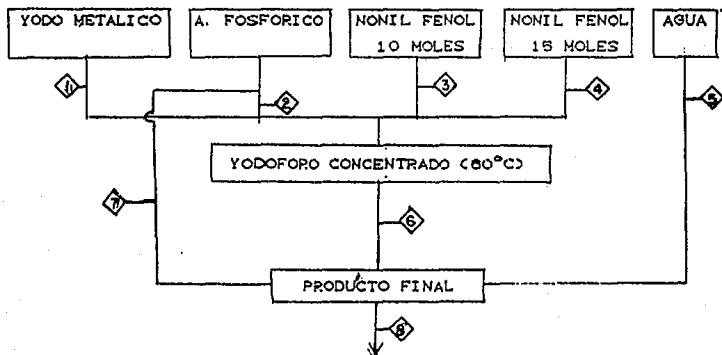 YODO METALICO
A. FOSFORICO
NONIL FENOL
10 MOLES
NONIL FENOL
15 MOLES
AGUA
1
2
3
4
5
YODOFORO CONCENTRADO (60°C)
7
6
PRODUCTO FINAL
8